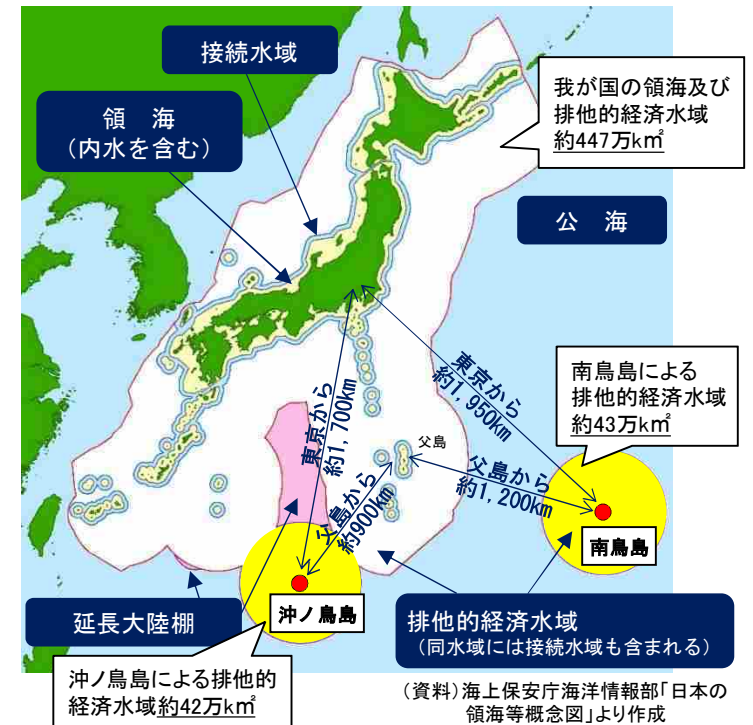 接続水域
領　海
（内水を含む）
我が国の領海及び
排他的経済水域
約447万k㎡
公　海
東京から
約1,700km
東京から
約1,950km
南鳥島による
排他的経済水域
約43万k㎡
父島
父島から
約900km
父島から
約1,200km
南鳥島
沖ノ鳥島
延長大陸棚
排他的経済水域
（同水域には接続水域も含まれる）
沖ノ鳥島による排他的
経済水域約42万k㎡
（資料）海上保安庁海洋情報部「日本の
領海等概念図」より作成